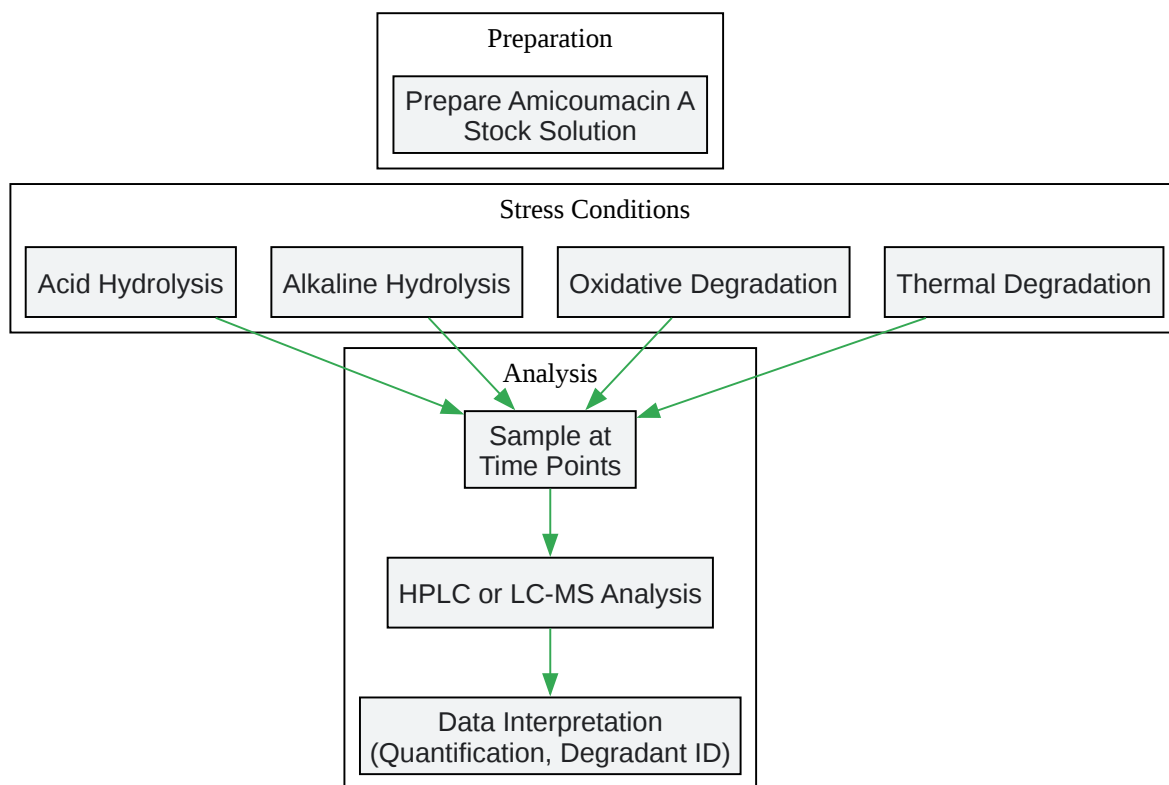 Preparation
Prepare Amicoumacin A
Stock Solution
Stress Conditions
Acid Hydrolysis
Alkaline Hydrolysis
Oxidative Degradation
Thermal Degradation
Analysis
Sample at
Time Points
HPLC or LC-MS Analysis
Data Interpretation
(Quantification, Degradant ID)